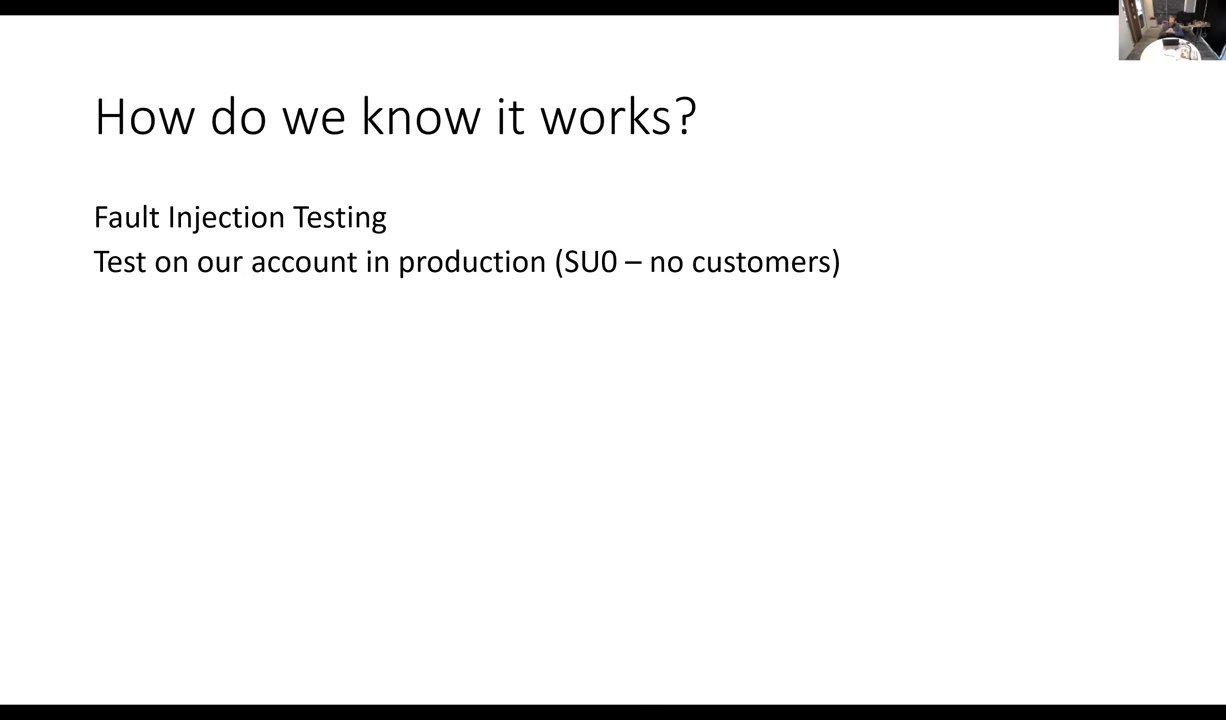 How do we know it works?
Fault Injection Testing
Test on our account in production (SU0 – no customers)